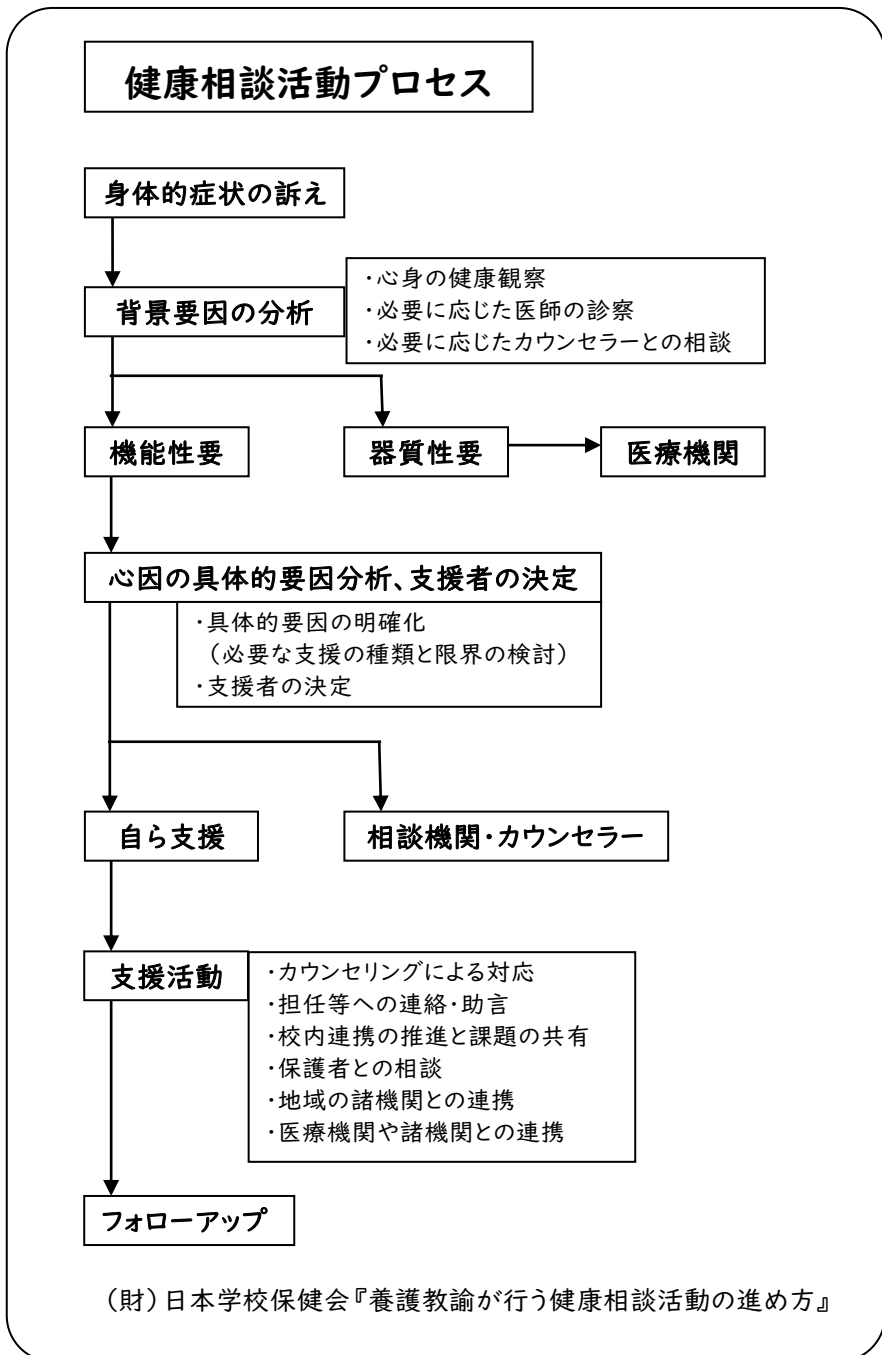 健康相談活動プロセス
身体的症状の訴え
背景要因の分析
・心身の健康観察
・必要に応じた医師の診察
・必要に応じたカウンセラーとの相談
機能性要
器質性要
医療機関
心因の具体的要因分析、支援者の決定
・具体的要因の明確化
（必要な支援の種類と限界の検討）
・支援者の決定
自ら支援
相談機関・カウンセラー
支援活動
・カウンセリングによる対応
・担任等への連絡・助言
・校内連携の推進と課題の共有
・保護者との相談
・地域の諸機関との連携
・医療機関や諸機関との連携
フォローアップ
（財）日本学校保健会『養護教諭が行う健康相談活動の進め方』